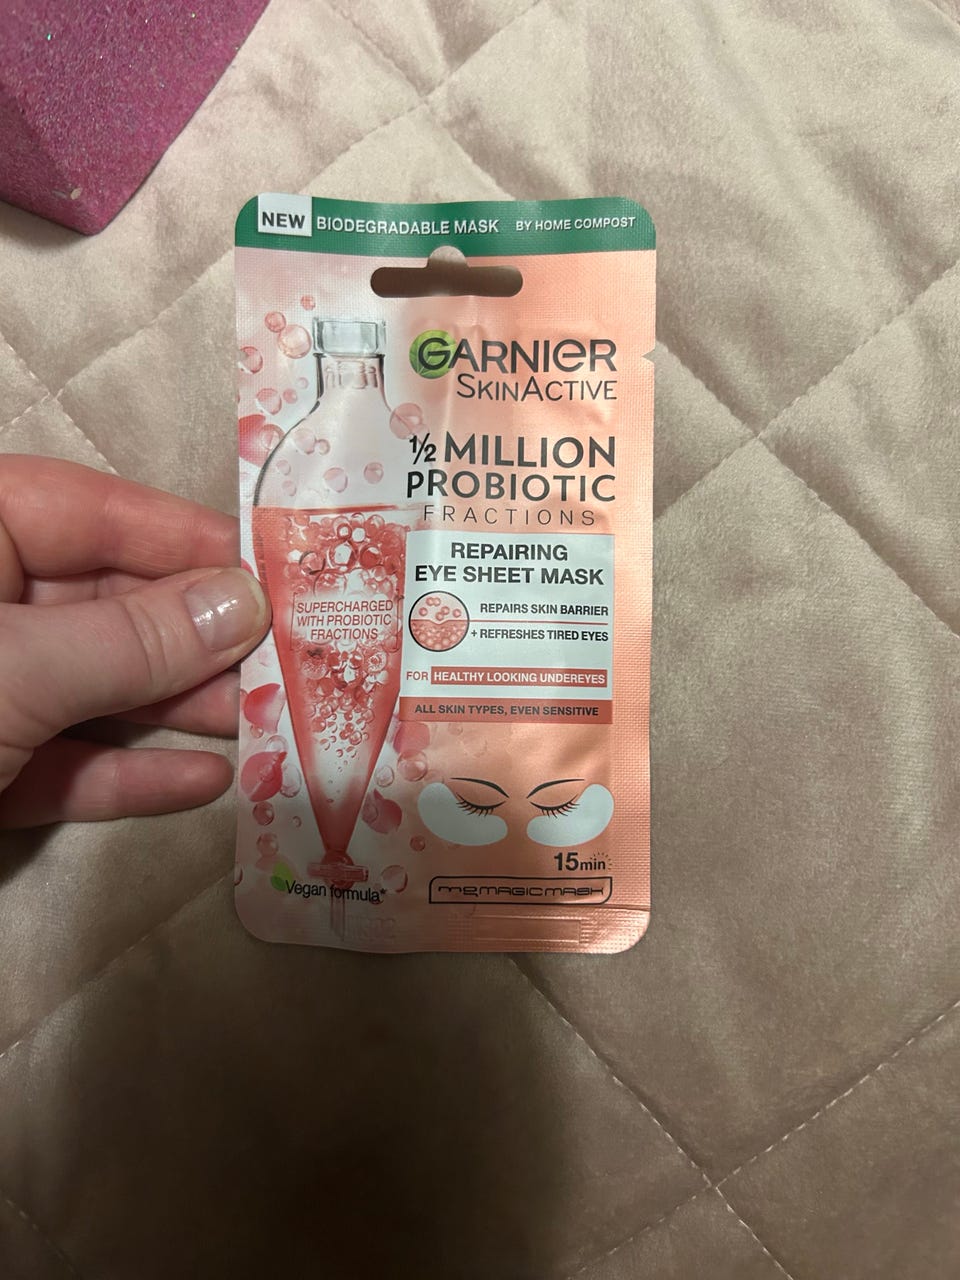 NEW BIODEGRADABLE MASK BY HOME COMPOST
GARNIER
SKINACTIVE
½ MILLION
PROBIOTIC
FRACTIONS
REPAIRING
EYE SHEET MASK
REPAIRS SKIN BARRIER
+ REFRESHES TIRED EYES
FOR HEALTHY LOOKING UNDEREYES
ALL SKIN TYPES, EVEN SENSITIVE
SUPERCHARGED
WITH PROBIOTIC
FRACTIONS
15min
Vegan formula*
MAGIC MASK